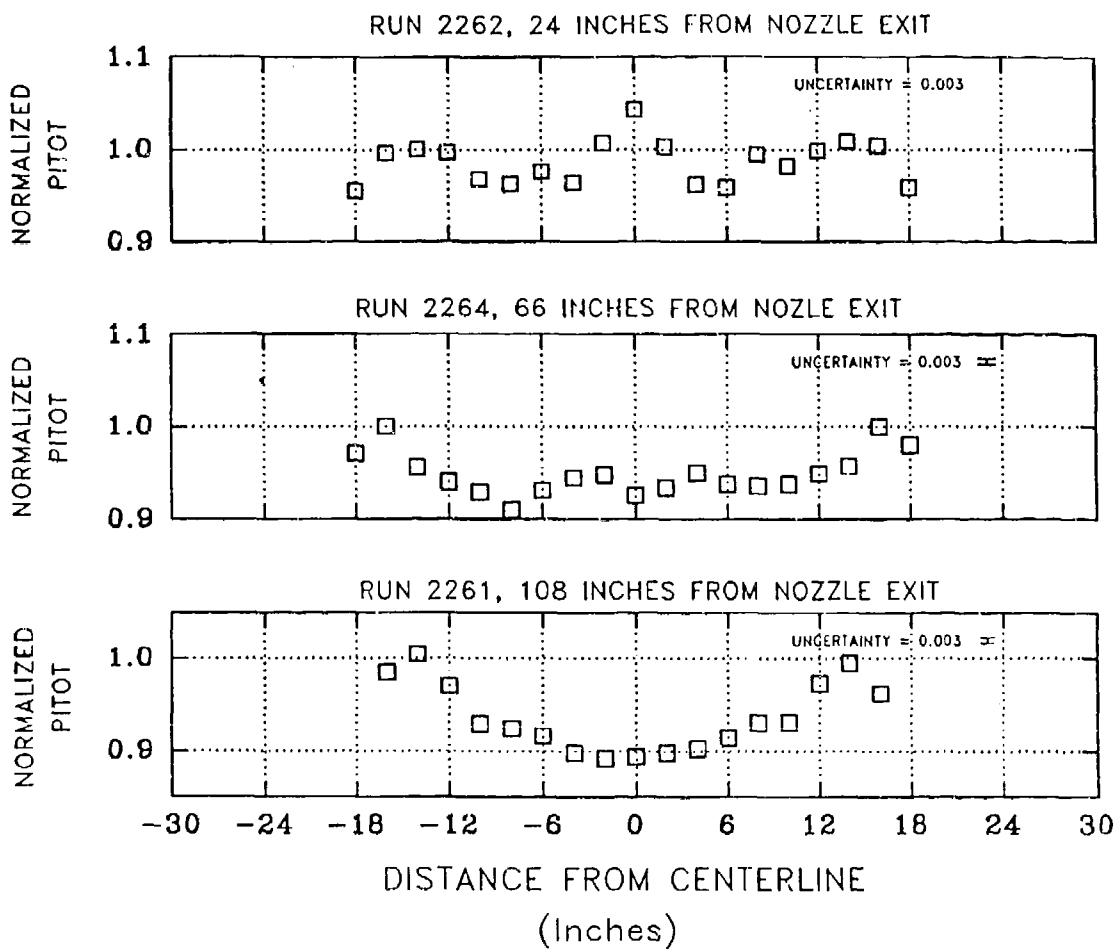 RUN 2262, 24 INCHES FROM NOZZLE EXIT
1.1
1.0
0.9
NORMALIZED
PITOT
UNCERTAINTY = 0.003
RUN 2264, 66 INCHES FROM NOZLE EXIT
1.1
1.0
0.9
NORMALIZED
PITOT
UNCERTAINTY = 0.003
RUN 2261, 108 INCHES FROM NOZZLE EXIT
1.0
0.9
NORMALIZED
PITOT
UNCERTAINTY = 0.003
-30 -24 -18 -12 -6 0 6 12 18 24 30
DISTANCE FROM CENTERLINE
(Inches)